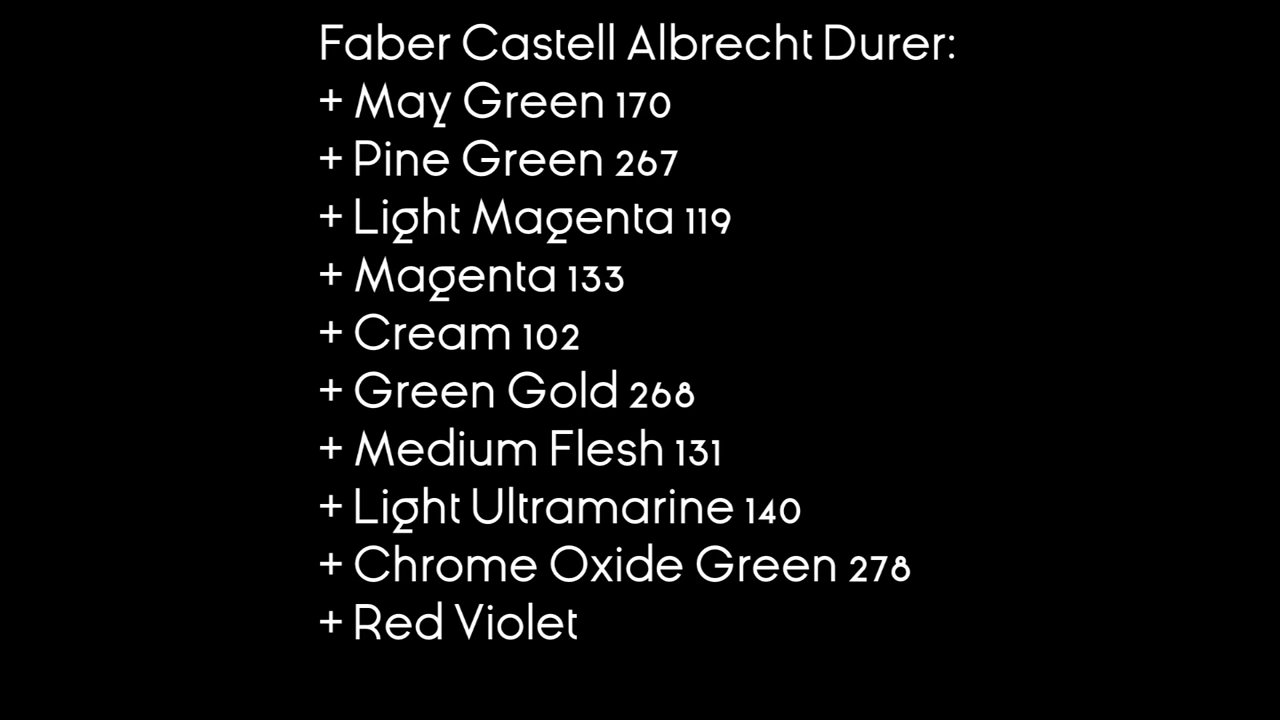 Faber Castell Albrecht Durer:
+ May Green 170
+ Pine Green 267
+ Light Magenta 119
+ Magenta 133
+ Cream 102
+ Green Gold 268
+ Medium Flesh 131
+ Light Ultramarine 140
+ Chrome Oxide Green 278
+ Red Violet